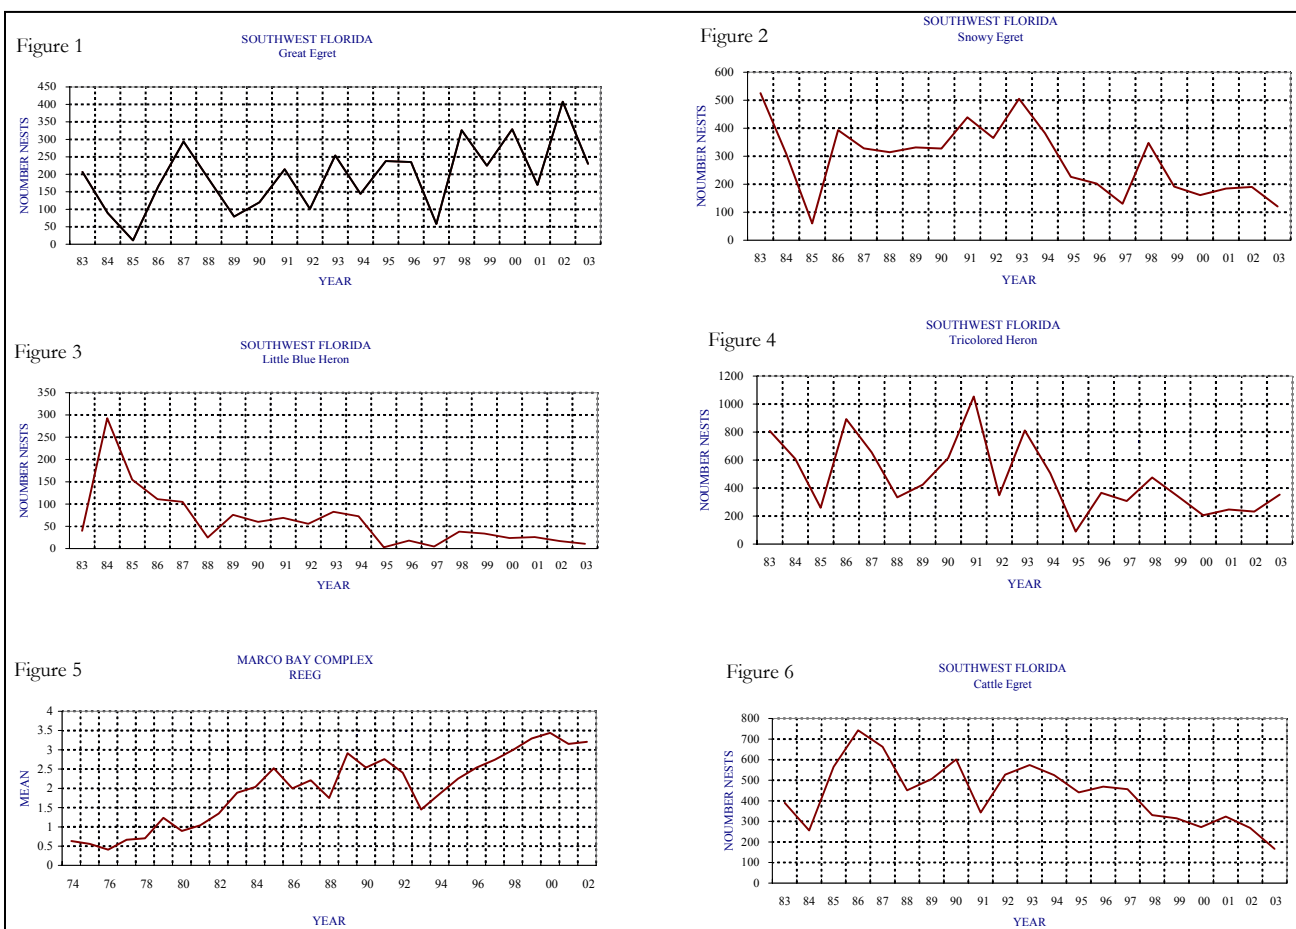 Figure 1
SOUTHWEST FLORIDA
Great Egret
NOUMBER NESTS
450
400
350
300
250
200
150
100
50
0
83 84 85 86 87 88 89 90 91 92 93 94 95 96 97 98 99 00 01 02 03
YEAR
Figure 2
SOUTHWEST FLORIDA
Snowy Egret
NOUMBER NESTS
600
500
400
300
200
100
0
83 84 85 86 87 88 89 90 91 92 93 94 95 96 97 98 99 00 01 02 03
YEAR
Figure 3
SOUTHWEST FLORIDA
Little Blue Heron
NOUMBER NESTS
350
300
250
200
150
100
50
0
83 84 85 86 87 88 89 90 91 92 93 94 95 96 97 98 99 00 01 02 03
YEAR
Figure 4
SOUTHWEST FLORIDA
Tricolored Heron
NOUMBER NESTS
1200
1000
800
600
400
200
0
83 84 85 86 87 88 89 90 91 92 93 94 95 96 97 98 99 00 01 02 03
YEAR
Figure 5
MARCO BAY COMPLEX
REEG
MEAN
4
3.5
3
2.5
2
1.5
1
0.5
0
74 76 78 80 82 84 86 88 90 92 94 96 98 00 02
YEAR
Figure 6
SOUTHWEST FLORIDA
Cattle Egret
NOUMBER NESTS
800
700
600
500
400
300
200
100
0
83 84 85 86 87 88 89 90 91 92 93 94 95 96 97 98 99 00 01 02 03
YEAR